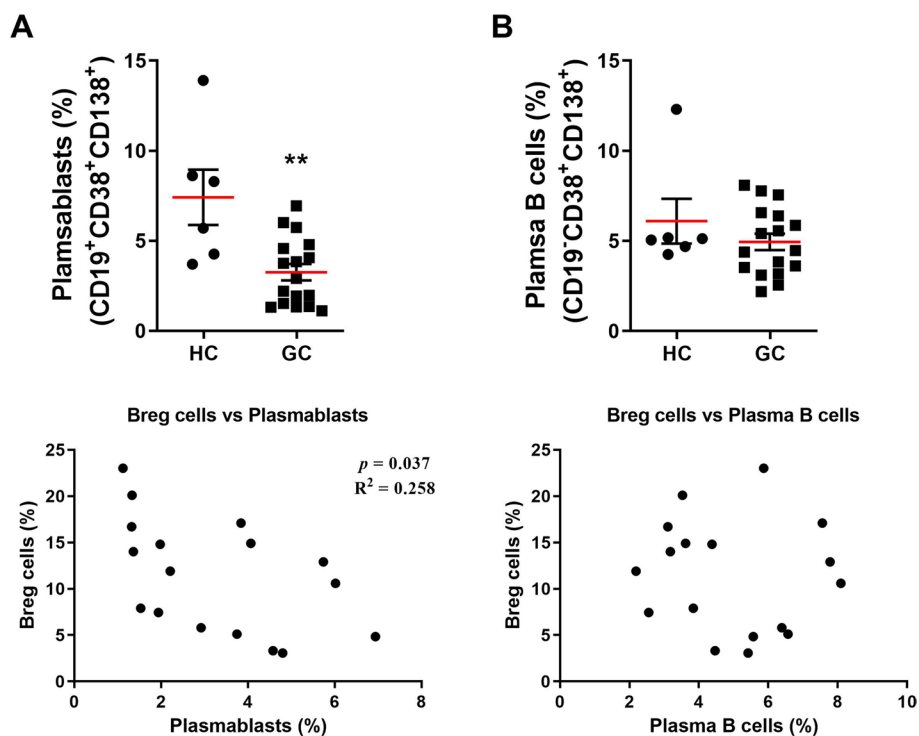 A
Plamsablasts (%)
(CD19⁺CD38⁺CD138⁺)
15
10
5
0
**
HC
GC
B
Plamsa B cells (%)
(CD19⁻CD38⁺CD138⁺)
15
10
5
0
HC
GC
Breg cells vs Plasmablasts
Breg cells (%)
25
20
15
10
5
0
p = 0.037
R² = 0.258
0 2 4 6 8
Plasmablasts (%)
Breg cells vs Plasma B cells
Breg cells (%)
25
20
15
10
5
0
0 2 4 6 8 10
Plasma B cells (%)